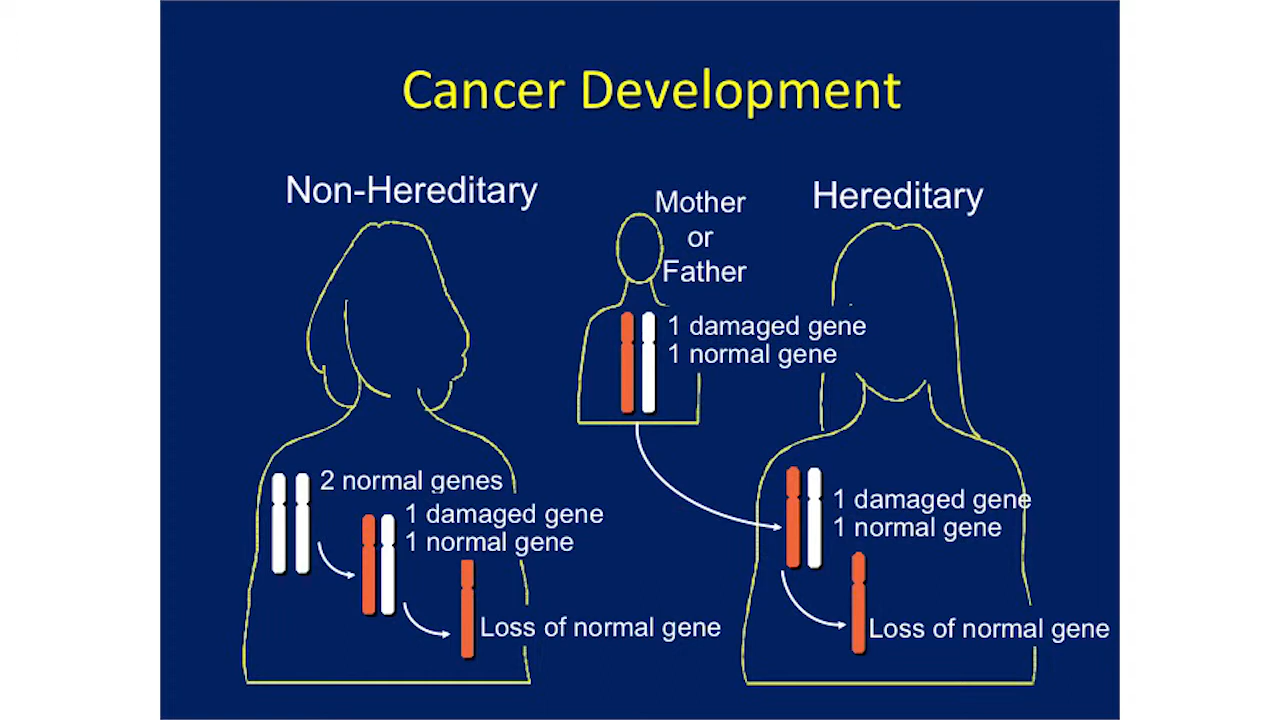 Cancer Development
Non-Hereditary
2 normal genes
1 damaged gene
1 normal gene
Loss of normal gene
Mother
or
Father
1 damaged gene
1 normal gene
Hereditary
1 damaged gene
1 normal gene
Loss of normal gene